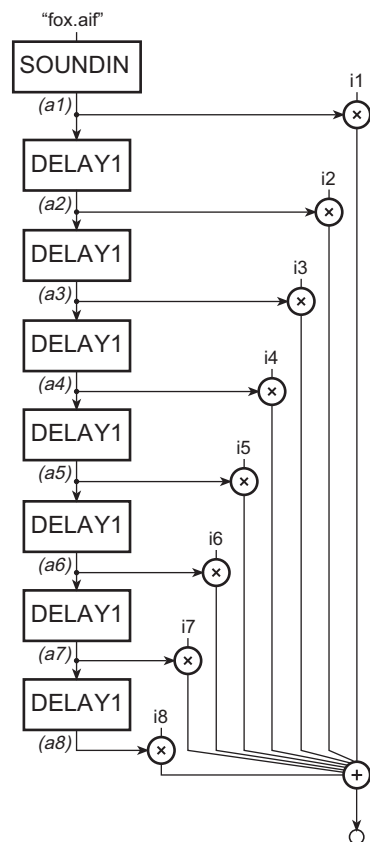 “fox.aif”
SOUNDIN
i1
(a1)
×
DELAY1
i2
(a2)
×
DELAY1
i3
(a3)
×
DELAY1
i4
(a4)
×
DELAY1
i5
(a5)
×
DELAY1
i6
(a6)
×
DELAY1
i7
(a7)
×
DELAY1
i8
(a8)
×
+